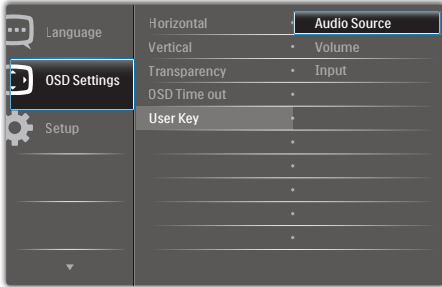 Language
OSD Settings
Setup
Horizontal
Vertical
Transparency
OSD Time out
User Key
Audio Source
Volume
Input